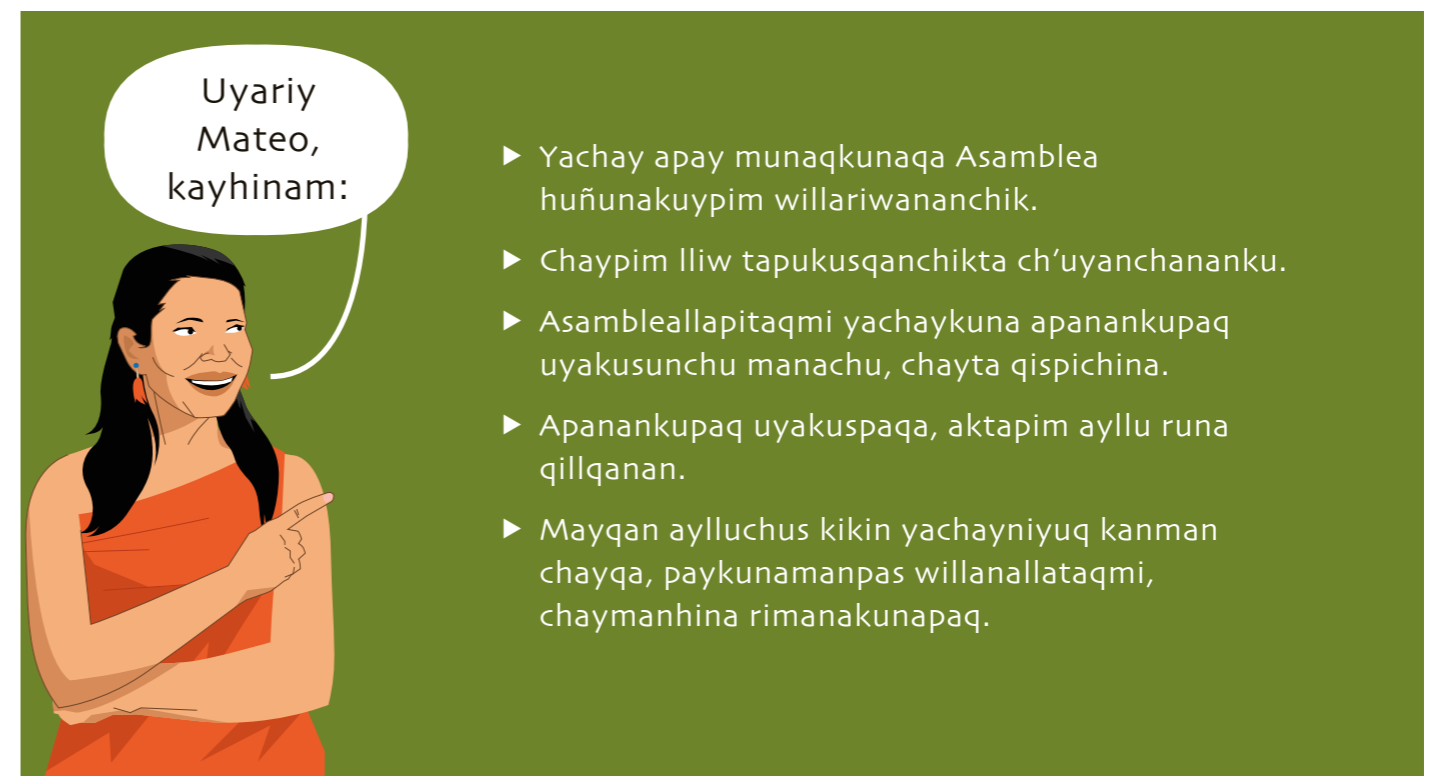 Uyariy
Mateo,
kayhinam:
▶ Yachay apay munaqkunaqa Asamblea
huñunakuypim willariwananchik.
▶ Chaypim lliw tapukusqanchikta ch’uyanchananku.
▶ Asambleallapitaqmi yachaykuna apanankupaq
uyakusunchu manachu, chayta qispichina.
▶ Apanankupaq uyakuspaqa, aktapim ayllu runa
qillqanan.
▶ Mayqan aylluchus kikin yachayniyuq kanman
chayqa, paykunamanpas willanallataqmi,
chaymanhina rimanakunapaq.